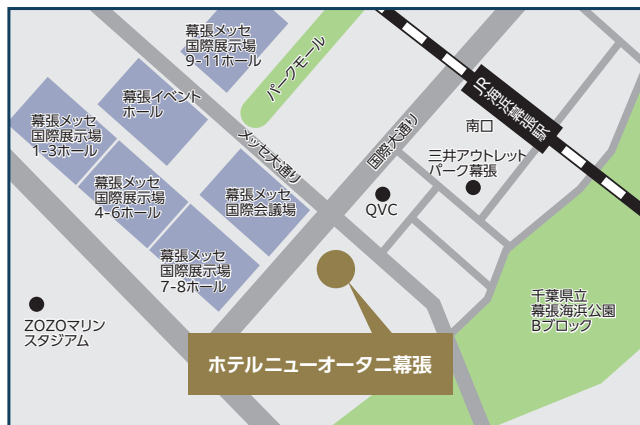 幕張メッセ
国際展示場
9-11ホール
パークモール
JR海浜幕張駅
幕張イベント
ホール
幕張メッセ
国際展示場
1-3ホール
メッセ大通り
国際大通り
南口
三井アウトレット
パーク幕張
幕張メッセ
国際展示場
4-6ホール
幕張メッセ
国際会議場
QVC
幕張メッセ
国際展示場
7-8ホール
千葉県立
幕張海浜公園
Bブロック
ZOZOマリン
スタジアム
ホテルニューオータニ幕張